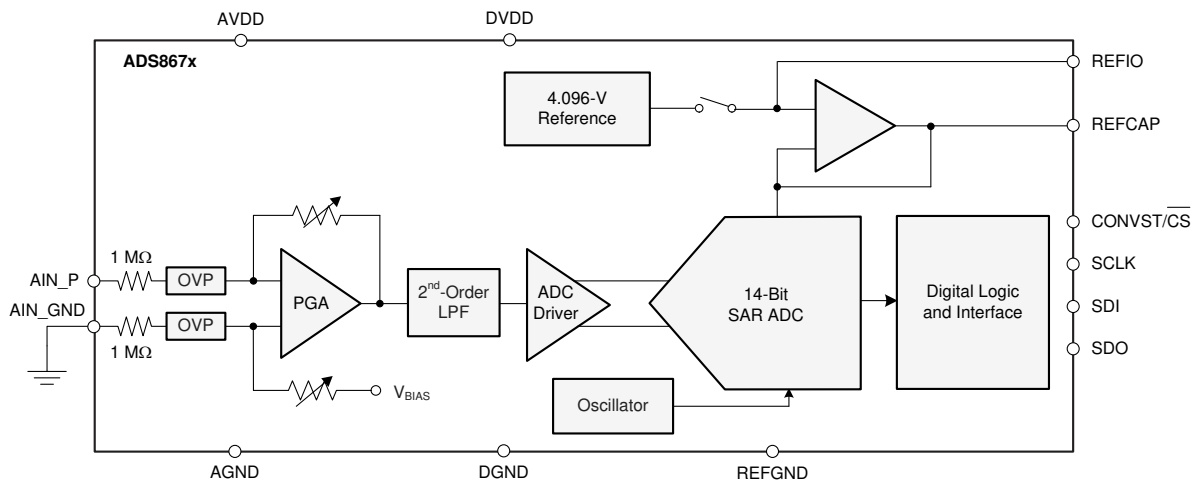 AVDD
DVDD
ADS867x
REFIO
4.096-V
Reference
REFCAP
CONVST/C̅S̅
1 MΩ
AIN_P
OVP
SCLK
PGA
2nd-Order
LPF
ADC
Driver
14-Bit
SAR ADC
Digital Logic
and Interface
AIN_GND
OVP
1 MΩ
SDI
SDO
VBIAS
Oscillator
AGND
DGND
REFGND